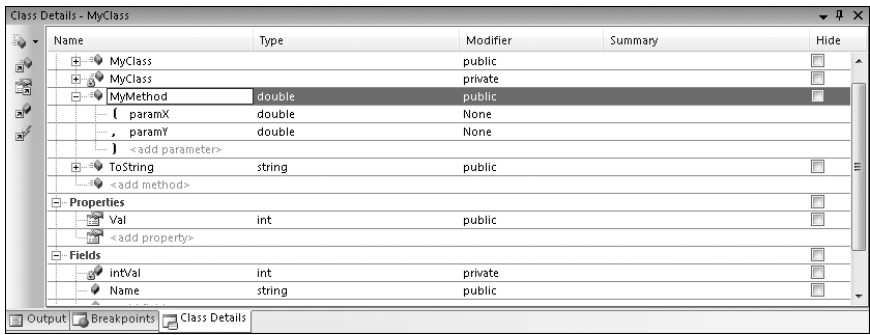 Class Details - MyClass
Name Type Modifier Summary Hide
MyClass public
MyClass private
MyMethod double public
( paramX double None
, paramY double None
) <add parameter>
ToString string public
<add method>
Properties
Val int public
<add property>
Fields
intVal int private
Name string public
Output Breakpoints Class Details